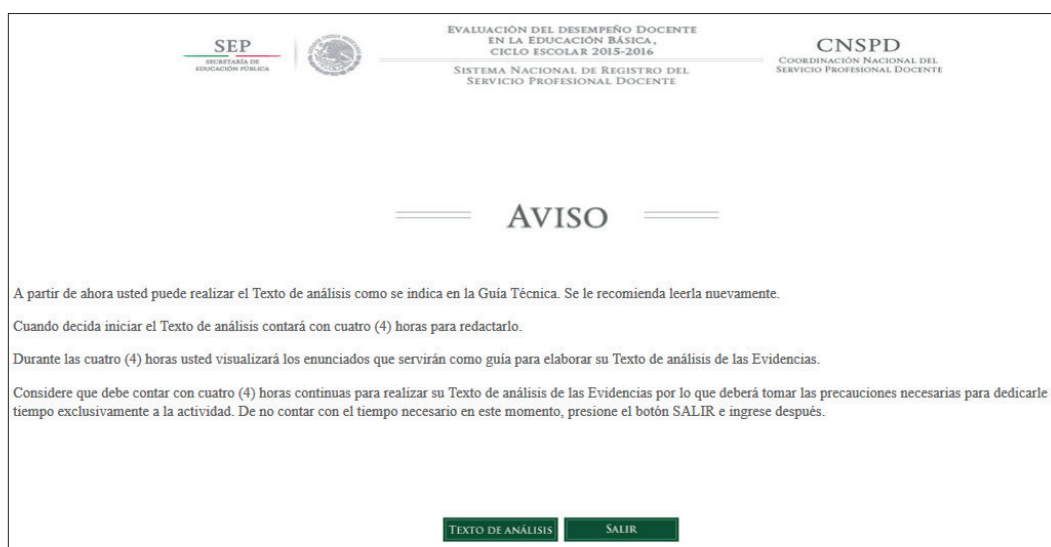 SEP
SECRETARÍA DE
EDUCACIÓN PÚBLICA
EVALUACIÓN DEL DESEMPEÑO DOCENTE
EN LA EDUCACIÓN BÁSICA,
CICLO ESCOLAR 2015-2016
SISTEMA NACIONAL DE REGISTRO DEL
SERVICIO PROFESIONAL DOCENTE
CNSPD
COORDINACIÓN NACIONAL DEL
SERVICIO PROFESIONAL DOCENTE
AVISO
A partir de ahora usted puede realizar el Texto de análisis como se indica en la Guía Técnica. Se le recomienda leerla nuevamente.
Cuando decida iniciar el Texto de análisis contará con cuatro (4) horas para redactarlo.
Durante las cuatro (4) horas usted visualizará los enunciados que servirán como guía para elaborar su Texto de análisis de las Evidencias.
Considere que debe contar con cuatro (4) horas continuas para realizar su Texto de análisis de las Evidencias por lo que deberá tomar las precauciones necesarias para dedicarle
tiempo exclusivamente a la actividad. De no contar con el tiempo necesario en este momento, presione el botón SALIR e ingrese después.
TEXTO DE ANÁLISIS
SALIR